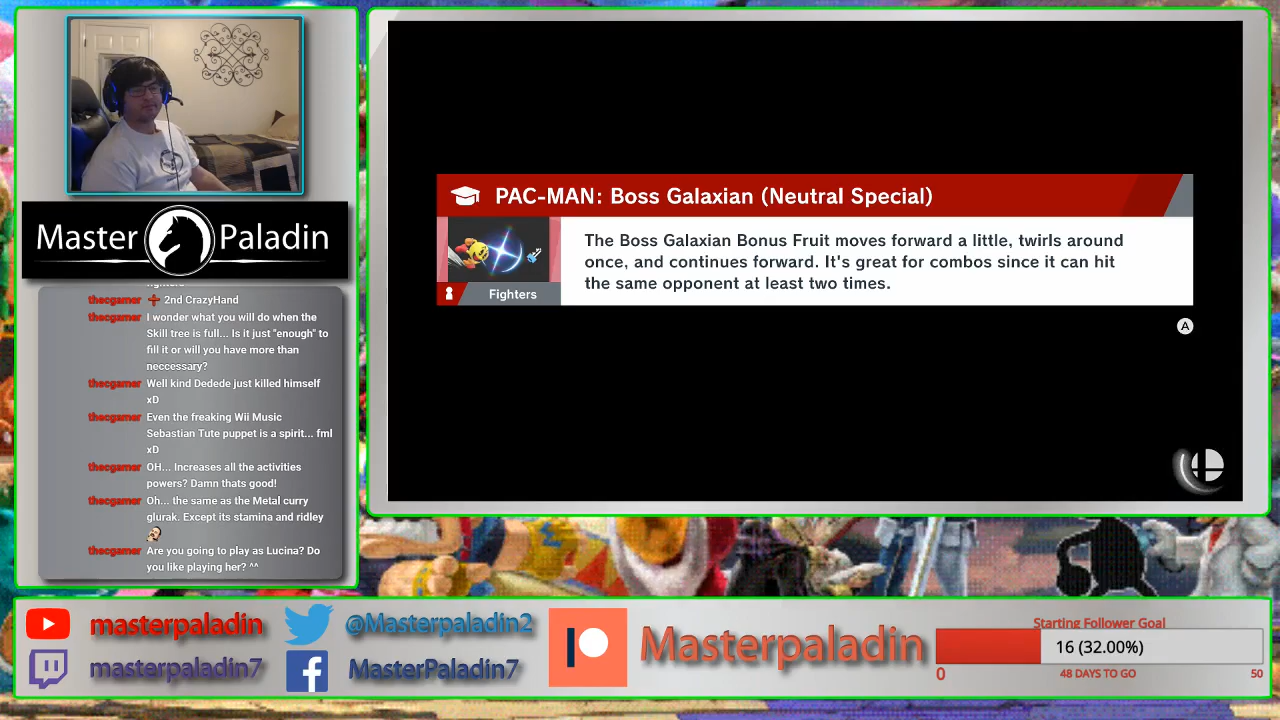 Master Paladin
thecgamer 2nd CrazyHand
thecgamer I wonder what you will do when the
Skill tree is full... Is it just "enough" to
fill it or will you have more than
neccessary?
thecgamer Well kind Dedede just killed himself
xD
thecgamer Even the freaking Wii Music
Sebastian Tute puppet is a spirit... fml
xD
thecgamer OH... Increases all the activities
powers? Damn thats good!
thecgamer Oh... the same as the Metal curry
glurak. Except its stamina and ridley
thecgamer Are you going to play as Lucina? Do
you like playing her? ^^
PAC-MAN: Boss Galaxian (Neutral Special)
The Boss Galaxian Bonus Fruit moves forward a little, twirls around
once, and continues forward. It's great for combos since it can hit
the same opponent at least two times.
Fighters
A
masterpaladin
@Masterpaladin2
masterpaladin7
MasterPaladin7
Masterpaladin
Starting Follower Goal
16 (32.00%)
0
48 DAYS TO GO
50